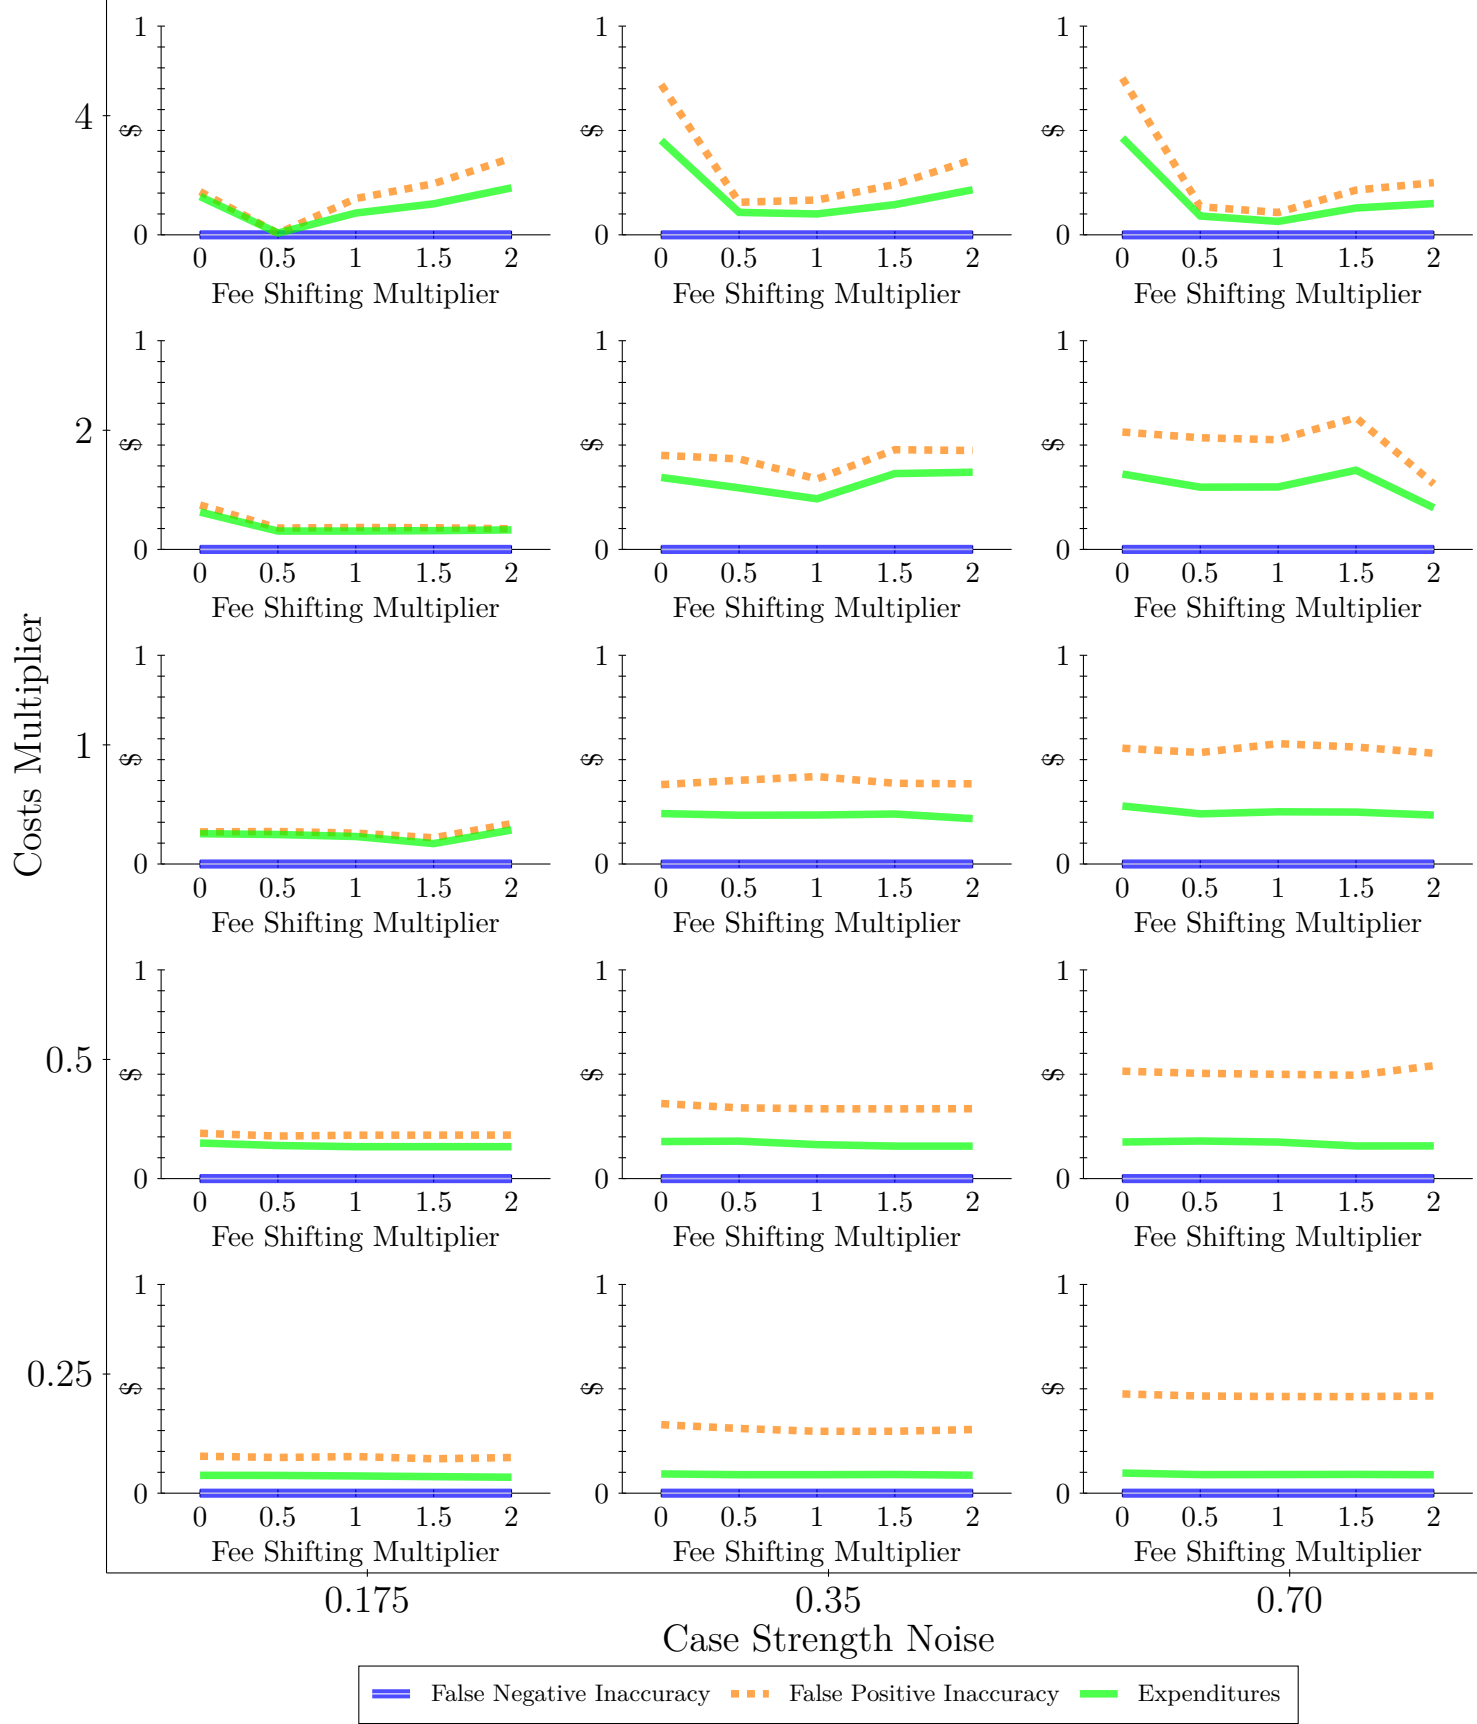 Costs Multiplier
4
2
1
0.5
0.25
1
$
0
0 0.5 1 1.5 2
Fee Shifting Multiplier
1
$
0
0 0.5 1 1.5 2
Fee Shifting Multiplier
1
$
0
0 0.5 1 1.5 2
Fee Shifting Multiplier
1
$
0
0 0.5 1 1.5 2
Fee Shifting Multiplier
1
$
0
0 0.5 1 1.5 2
Fee Shifting Multiplier
1
$
0
0 0.5 1 1.5 2
Fee Shifting Multiplier
1
$
0
0 0.5 1 1.5 2
Fee Shifting Multiplier
1
$
0
0 0.5 1 1.5 2
Fee Shifting Multiplier
1
$
0
0 0.5 1 1.5 2
Fee Shifting Multiplier
1
$
0
0 0.5 1 1.5 2
Fee Shifting Multiplier
1
$
0
0 0.5 1 1.5 2
Fee Shifting Multiplier
1
$
0
0 0.5 1 1.5 2
Fee Shifting Multiplier
1
$
0
0 0.5 1 1.5 2
Fee Shifting Multiplier
1
$
0
0 0.5 1 1.5 2
Fee Shifting Multiplier
1
$
0
0 0.5 1 1.5 2
Fee Shifting Multiplier
0.175 0.35 0.70
Case Strength Noise
False Negative Inaccuracy False Positive Inaccuracy Expenditures